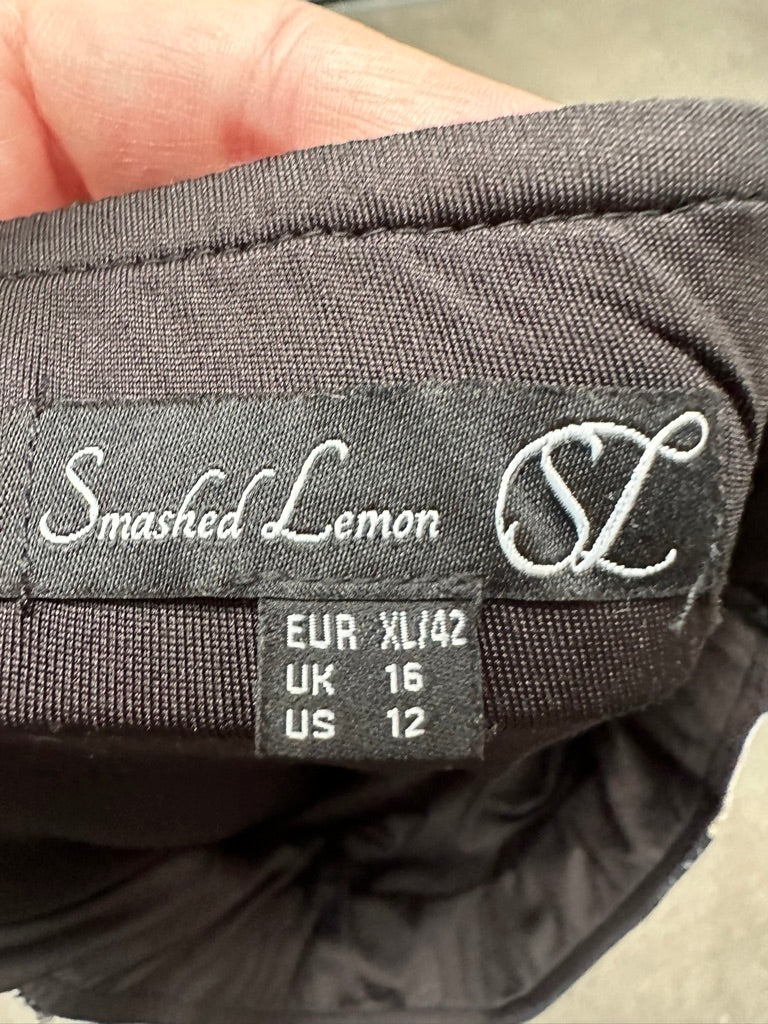 Smashed Lemon SL
EUR XL/42
UK 16
US 12